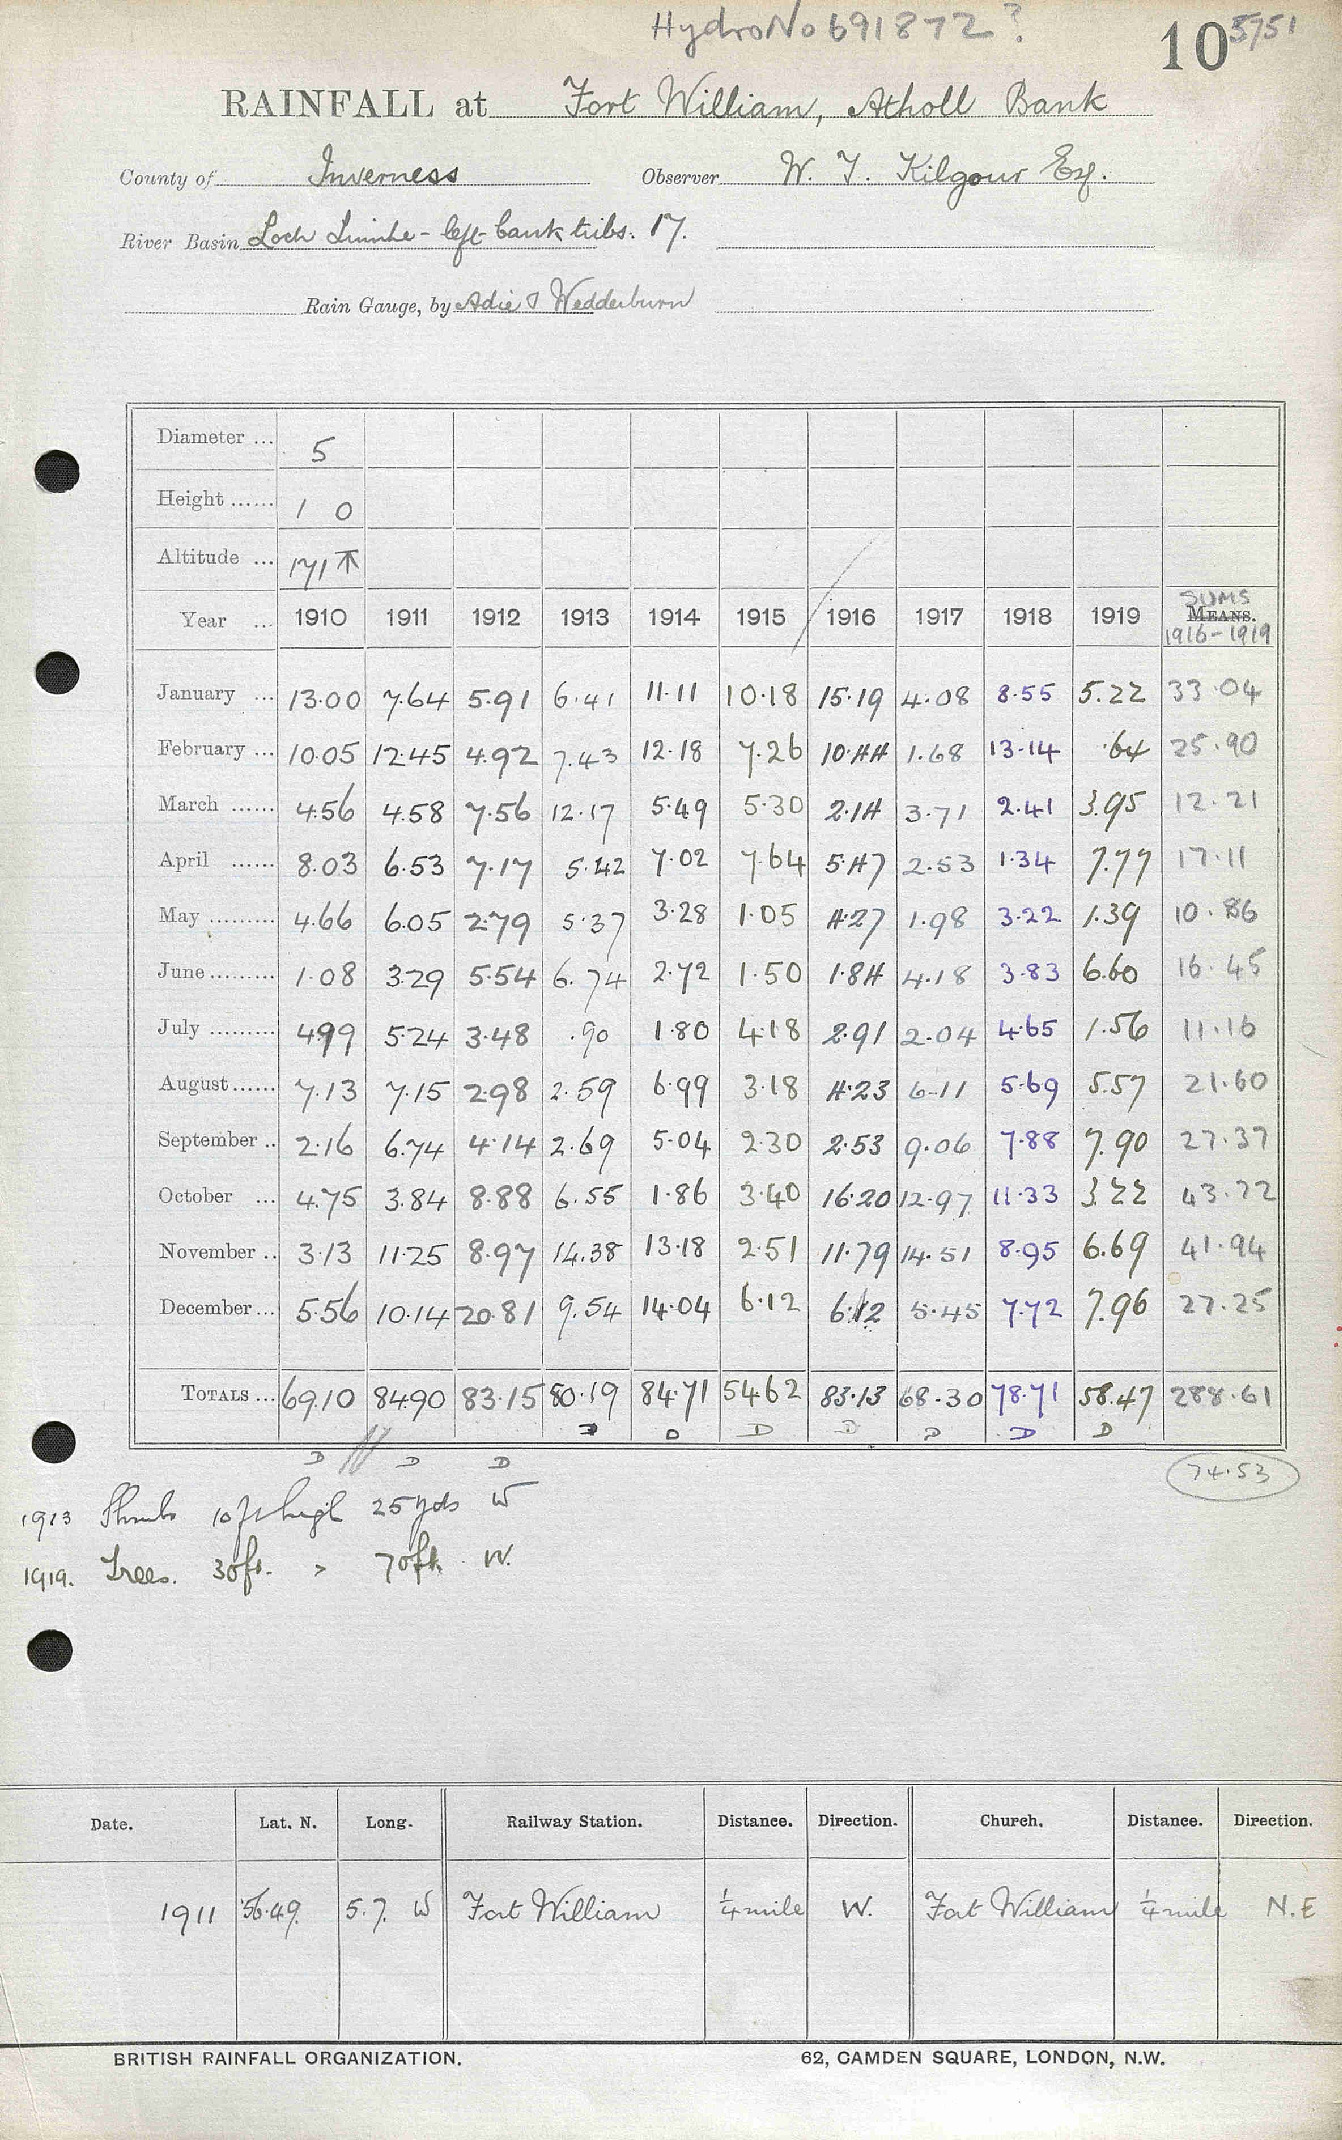 HydroNo 691872?
10 5751
RAINFALL at Fort William, Atholl Bank
County of Inverness Observer W. T. Kilgour Esq.
River Basin Loch Linnhe - left bank tribs. 17.
Rain Gauge, by Adie & Wedderburn
Diameter ... 5
Height ...... 1 0
Altitude ... 171
SUMS
Year ... 1910 1911 1912 1913 1914 1915 1916 1917 1918 1919 MEANS.
1916-1919
January ... 13.00 7.64 5.91 6.41 11.11 10.18 15.19 4.08 8.55 5.22 33.04
February ... 10.05 12.45 4.92 7.43 12.18 7.26 10.44 1.68 13.14 .64 25.90
March ...... 4.56 4.58 7.56 12.17 5.49 5.30 2.14 3.71 2.41 3.95 12.21
April ...... 8.03 6.53 7.17 5.42 7.02 7.64 5.47 2.53 1.34 7.77 17.11
May ......... 4.66 6.05 2.79 5.37 3.28 1.05 4.27 1.98 3.22 1.39 10.86
June ......... 1.08 3.29 5.54 6.74 2.72 1.50 1.84 4.18 3.83 6.60 16.45
July ......... 4.99 5.24 3.48 .90 1.80 4.18 2.91 2.04 4.65 1.56 11.16
August ...... 7.13 7.15 2.98 2.59 6.99 3.18 4.23 6.11 5.69 5.57 21.60
September .. 2.16 6.74 4.14 2.69 5.04 2.30 2.53 9.06 7.88 7.90 27.37
October ... 4.75 3.84 8.88 6.55 1.86 3.40 16.20 12.97 11.33 3.22 43.72
November .. 3.13 11.25 8.97 14.38 13.18 2.51 11.79 14.51 8.95 6.69 41.94
December ... 5.56 10.14 20.81 9.54 14.04 6.12 6.12 5.45 7.72 7.96 27.25
TOTALS ... 69.10 84.90 83.15 80.19 84.71 54.62 83.13 68.30 78.71 58.47 288.61
D D D D D D D
D D D
74.53
1913 Shrubs 10 ft high 25 yds W
1919. Trees. 30ft. " 70ft. W.
Date. Lat. N. Long. Railway Station. Distance. Direction. Church. Distance. Direction.
1911 56.49. 5.7. W Fort William 1/4 mile W. Fort William 1/4 mile N.E
BRITISH RAINFALL ORGANIZATION. 62, CAMDEN SQUARE, LONDON, N.W.